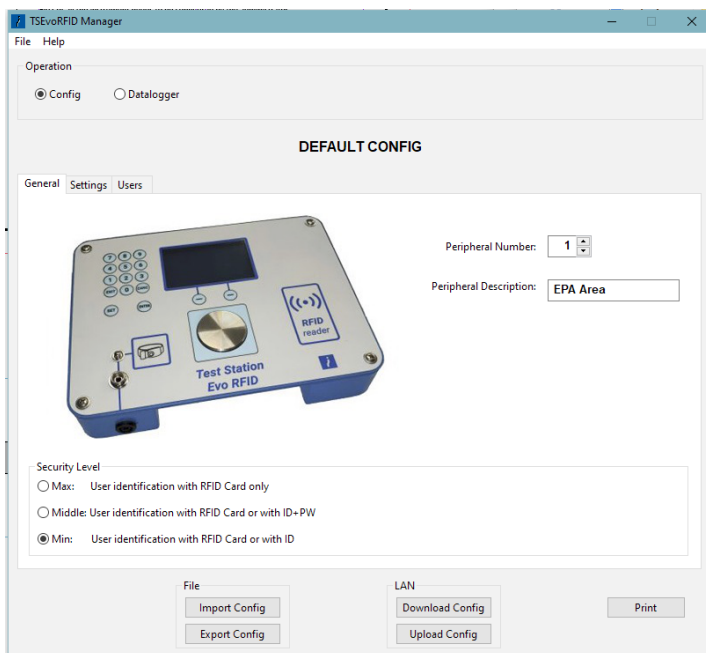 TSEvoRFID Manager
File Help
Operation
Config Datalogger
DEFAULT CONFIG
General Settings Users
Peripheral Number: 1
Peripheral Description: EPA Area
RFID
reader
Test Station
Evo RFID
Security Level
Max: User identification with RFID Card only
Middle: User identification with RFID Card or with ID+PW
Min: User identification with RFID Card or with ID
File LAN
Import Config Download Config Print
Export Config Upload Config